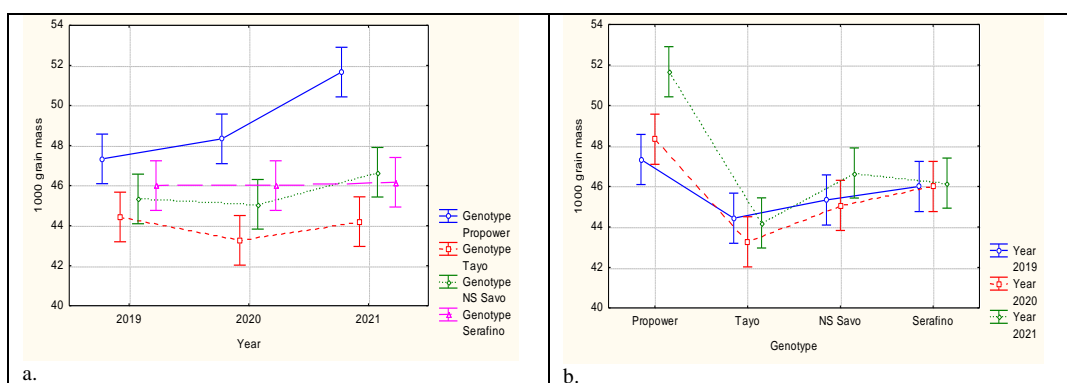 54
52
50
48
46
44
42
40
1000 grain mass
2019 2020 2021
Year
Genotype
Propower
Genotype
Tayo
Genotype
NS Savo
Genotype
Serafino
a.
54
52
50
48
46
44
42
40
1000 grain mass
Propower Tayo NS Savo Serafino
Genotype
Year
2019
Year
2020
Year
2021
b.